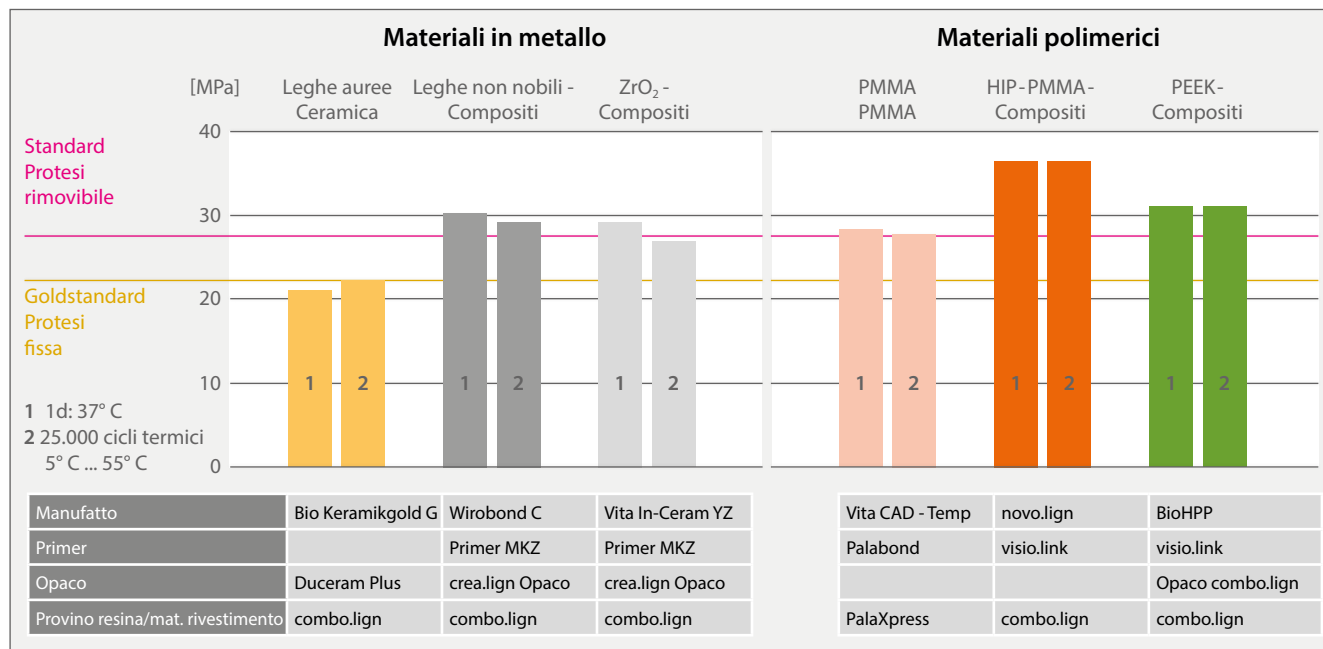 Materiali in metallo
Materiali polimerici
[MPa]
Leghe auree
Ceramica
Leghe non nobili -
Compositi
ZrO₂ -
Compositi
PMMA
PMMA
HIP-PMMA-
Compositi
PEEK-
Compositi
40
30
20
10
0
Standard
Protesi
rimovibile
Goldstandard
Protesi
fissa
1 1d: 37° C
2 25.000 cicli termici
5° C ... 55° C
1 2 1 2 1 2 1 2 1 2 1 2
Manufatto Bio Keramikgold G Wirobond C Vita In-Ceram YZ Vita CAD - Temp novo.lign BioHPP
Primer Primer MKZ Primer MKZ Palabond visio.link visio.link
Opaco Duceram Plus crea.lign Opaco crea.lign Opaco Opaco combo.lign
Provino resina/mat. rivestimento combo.lign combo.lign combo.lign PalaXpress combo.lign combo.lign